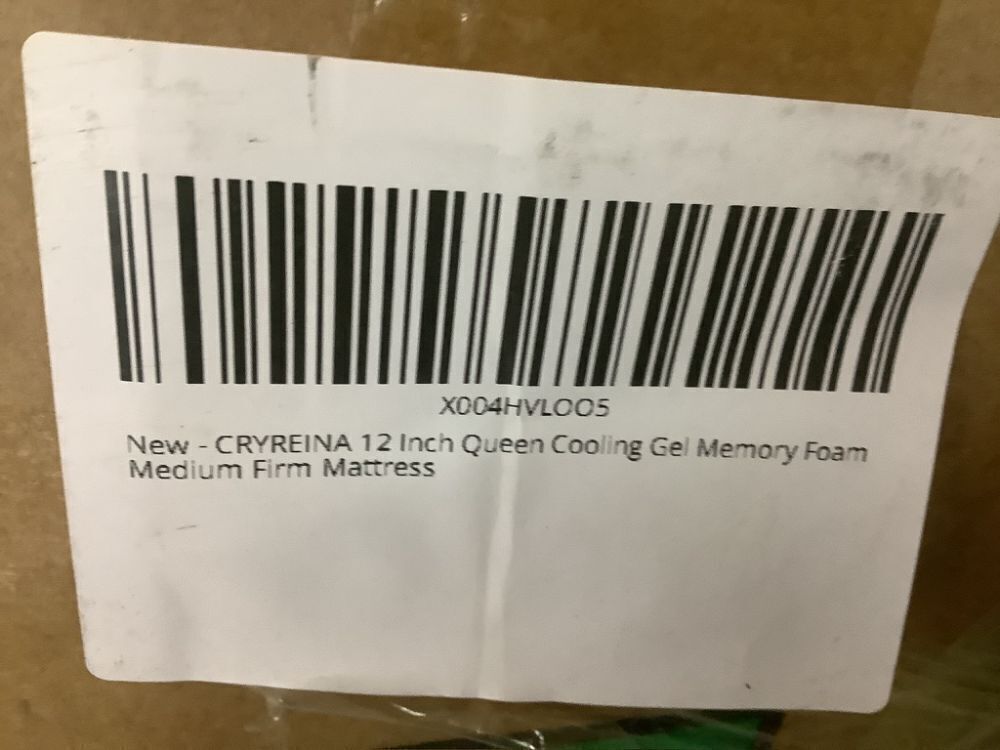 X004HVLOO5
New - CRYREINA 12 Inch Queen Cooling Gel Memory Foam
Medium Firm Mattress